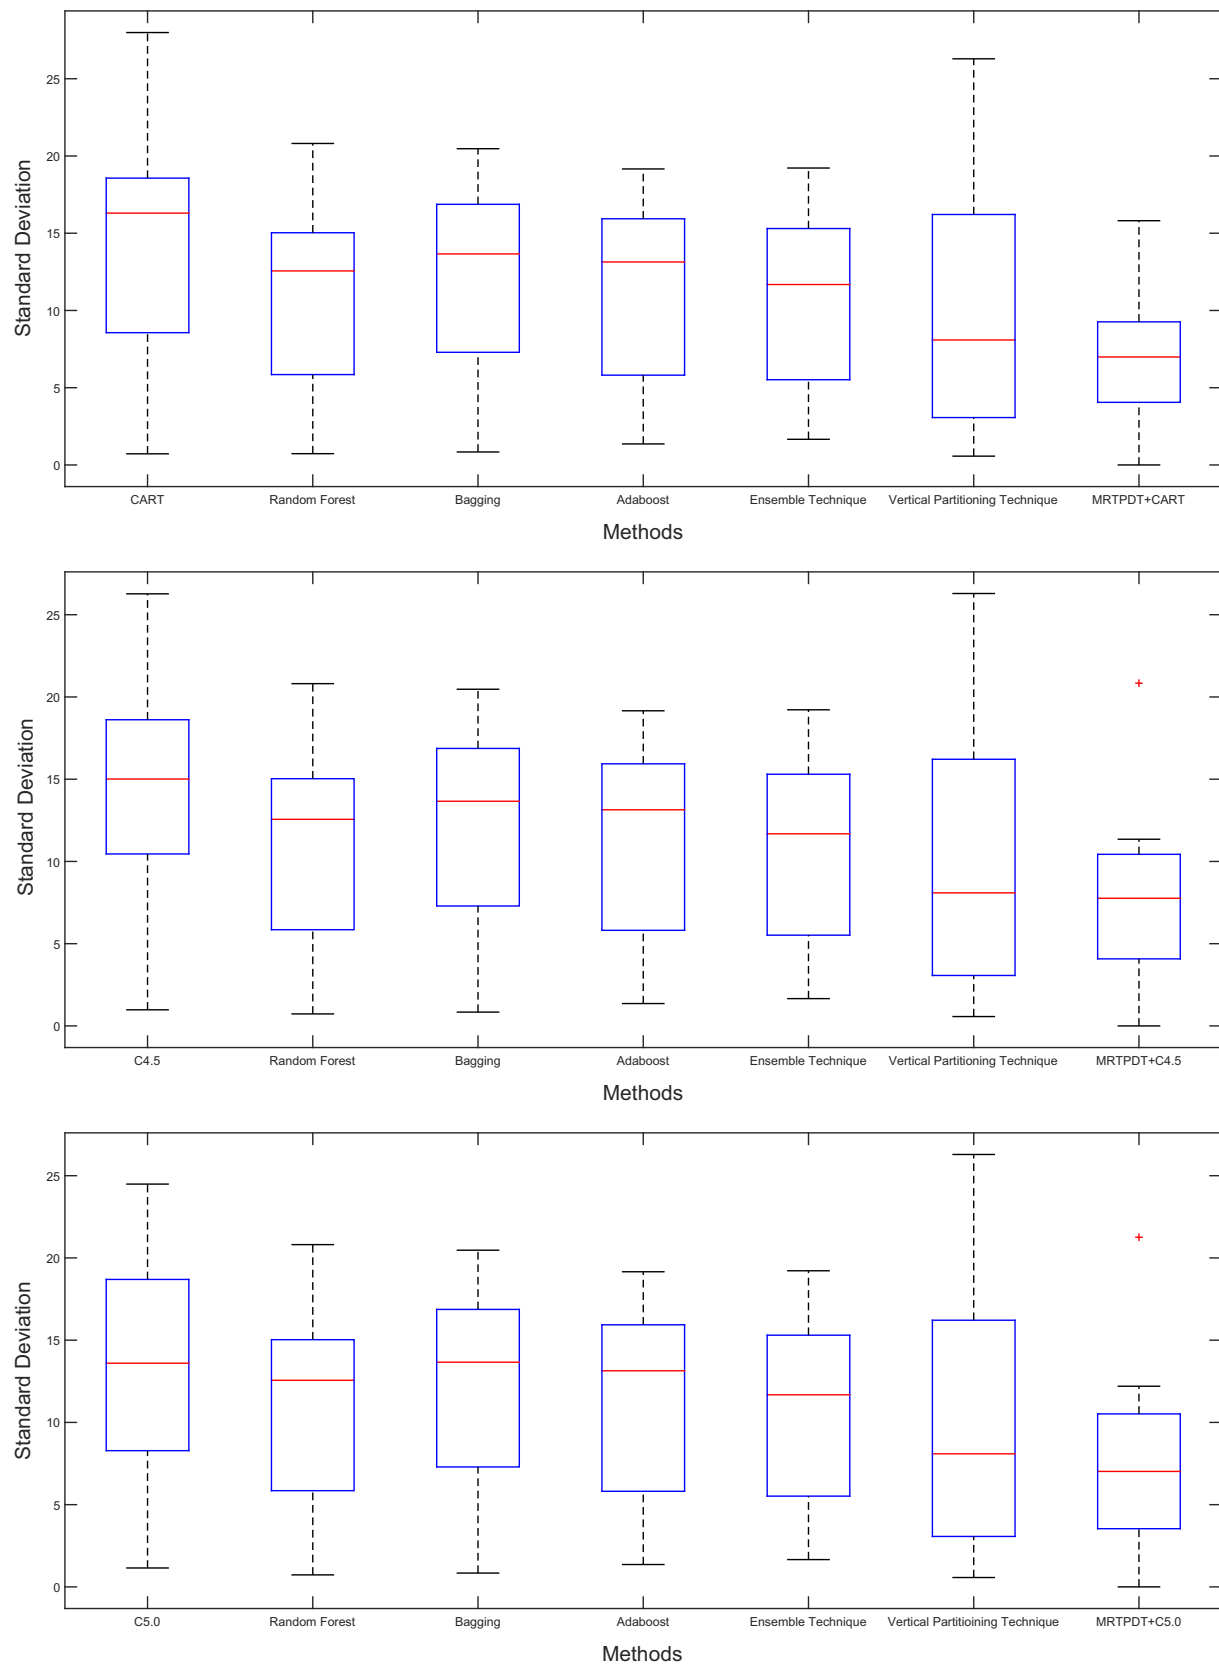 25
20
15
10
5
0
Standard Deviation
CART Random Forest Bagging Adaboost Ensemble Technique Vertical Partitioning Technique MRTPDT+CART
Methods
25
20
15
10
5
0
Standard Deviation
C4.5 Random Forest Bagging Adaboost Ensemble Technique Vertical Partitioning Technique MRTPDT+C4.5
Methods
25
20
15
10
5
0
Standard Deviation
C5.0 Random Forest Bagging Adaboost Ensemble Technique Vertical Partitioining Technique MRTPDT+C5.0
Methods